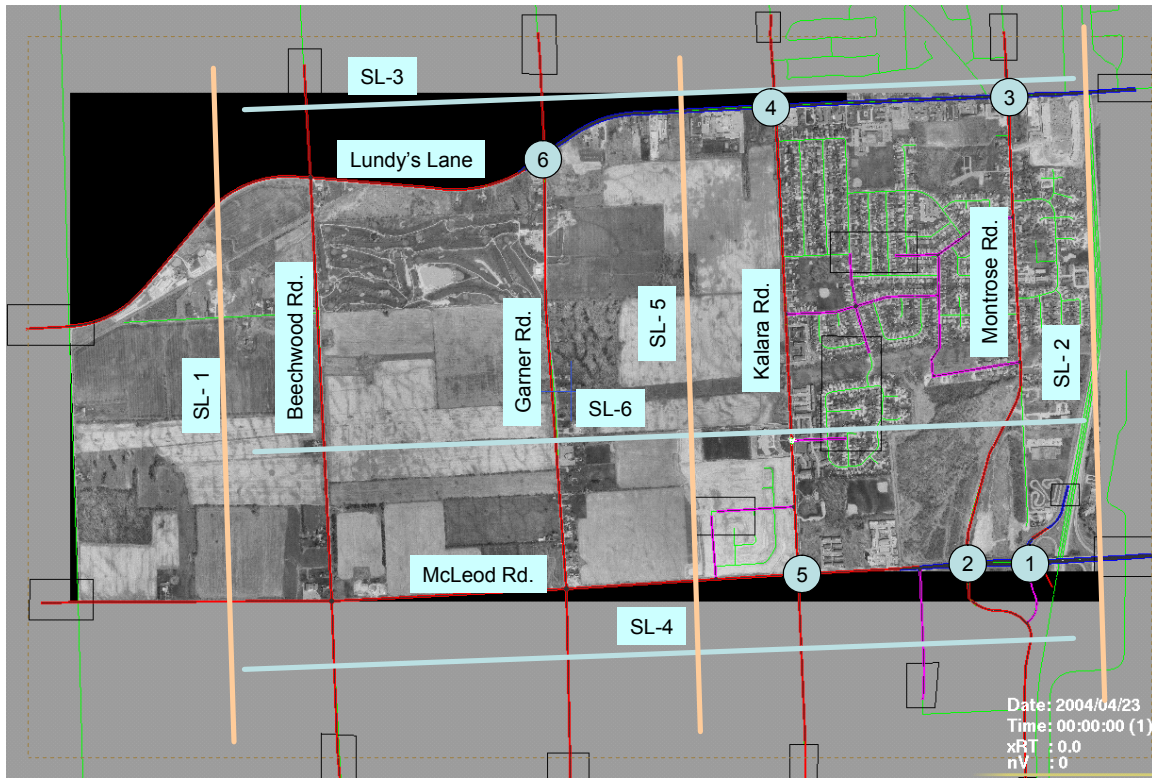 SL-3
4
3
6
Lundy's Lane
SL- 1
Beechwood Rd.
Garner Rd.
SL- 5
Kalara Rd.
Montrose Rd.
SL- 2
SL-6
McLeod Rd.
5
2
1
SL-4
Date: 2004/04/23
Time: 00:00:00 (1)
xRT : 0.0
nV : 0